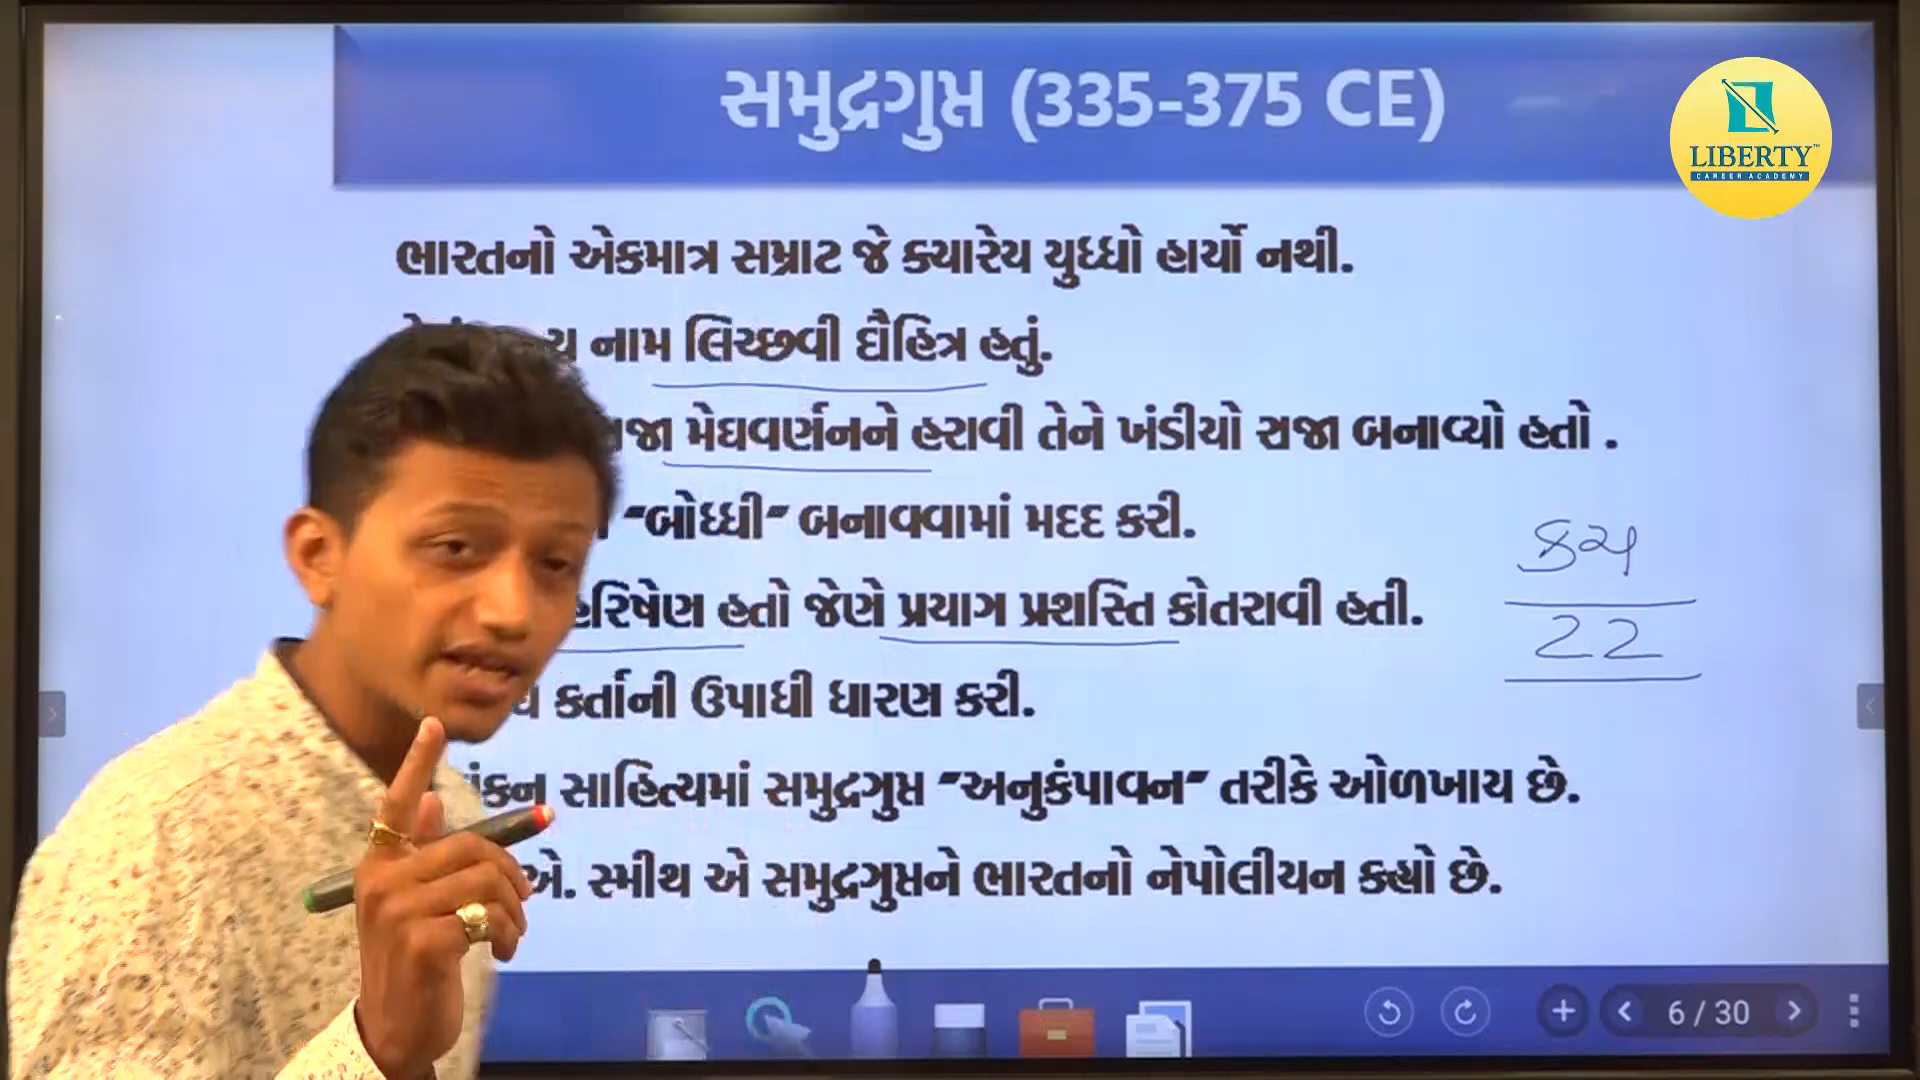 સમુદ્રગુપ્ત (335-375 CE)
LIBERTY™
CAREER ACADEMY
ભારતનો એકમાત્ર સમ્રાટ જે ક્યારેય યુધ્ધો હાર્યો નથી.
નામ લિચ્છવી દૌહિત્ર હતું.
મેઘવર્ણનને હરાવી તેને ખંડીયો રાજા બનાવ્યો હતો .
"બોધ્ધી" બનાવવામાં મદદ કરી.
હરિષેણ હતો જેણે પ્રયાગ પ્રશસ્તિ કોતરાવી હતી.
22
કર્તાની ઉપાધી ધારણ કરી.
સાહિત્યમાં સમુદ્રગુપ્ત "અનુકંપાવન" તરીકે ઓળખાય છે.
એ. સ્મીથ એ સમુદ્રગુપ્તને ભારતનો નેપોલીયન કહ્યો છે.
6 / 30